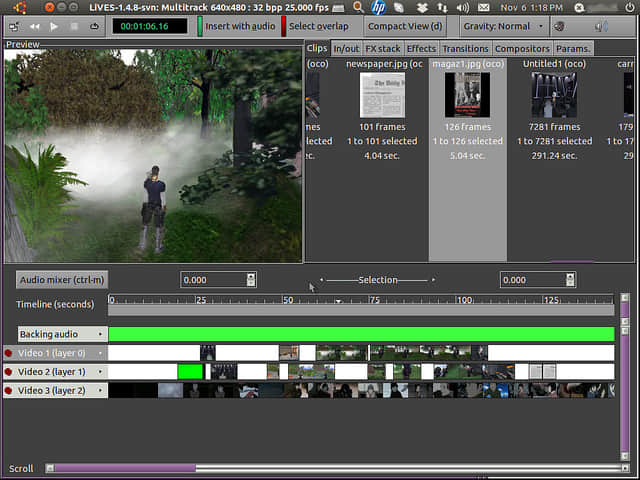 LiVES-1.4.8-svn: Multitrack 640x480 : 32 bpp 25.000 fps
Nov 6 1:18 PM
00:01:06.16
Insert with audio
Select overlap
Compact View (d)
Gravity: Normal
Preview
Clips In/out FX stack Effects Transitions Compositors Params.
(oco) newspaper.jpg (oc magaz1.jpg (oco) Untitled1 (oco) carr
mes 101 frames 126 frames 7281 frames 179
lected 1 to 101 selected 1 to 126 selected 1 to 7281 selected 1 to 17
ec. 4.04 sec. 5.04 sec. 291.24 sec. 29
Audio mixer (ctrl-m)
0.000
Selection
0.000
Timeline (seconds)
0 25 50 75 100 125
Backing audio
Video 1 (layer 0)
Video 2 (layer 1)
Video 3 (layer 2)
Scroll